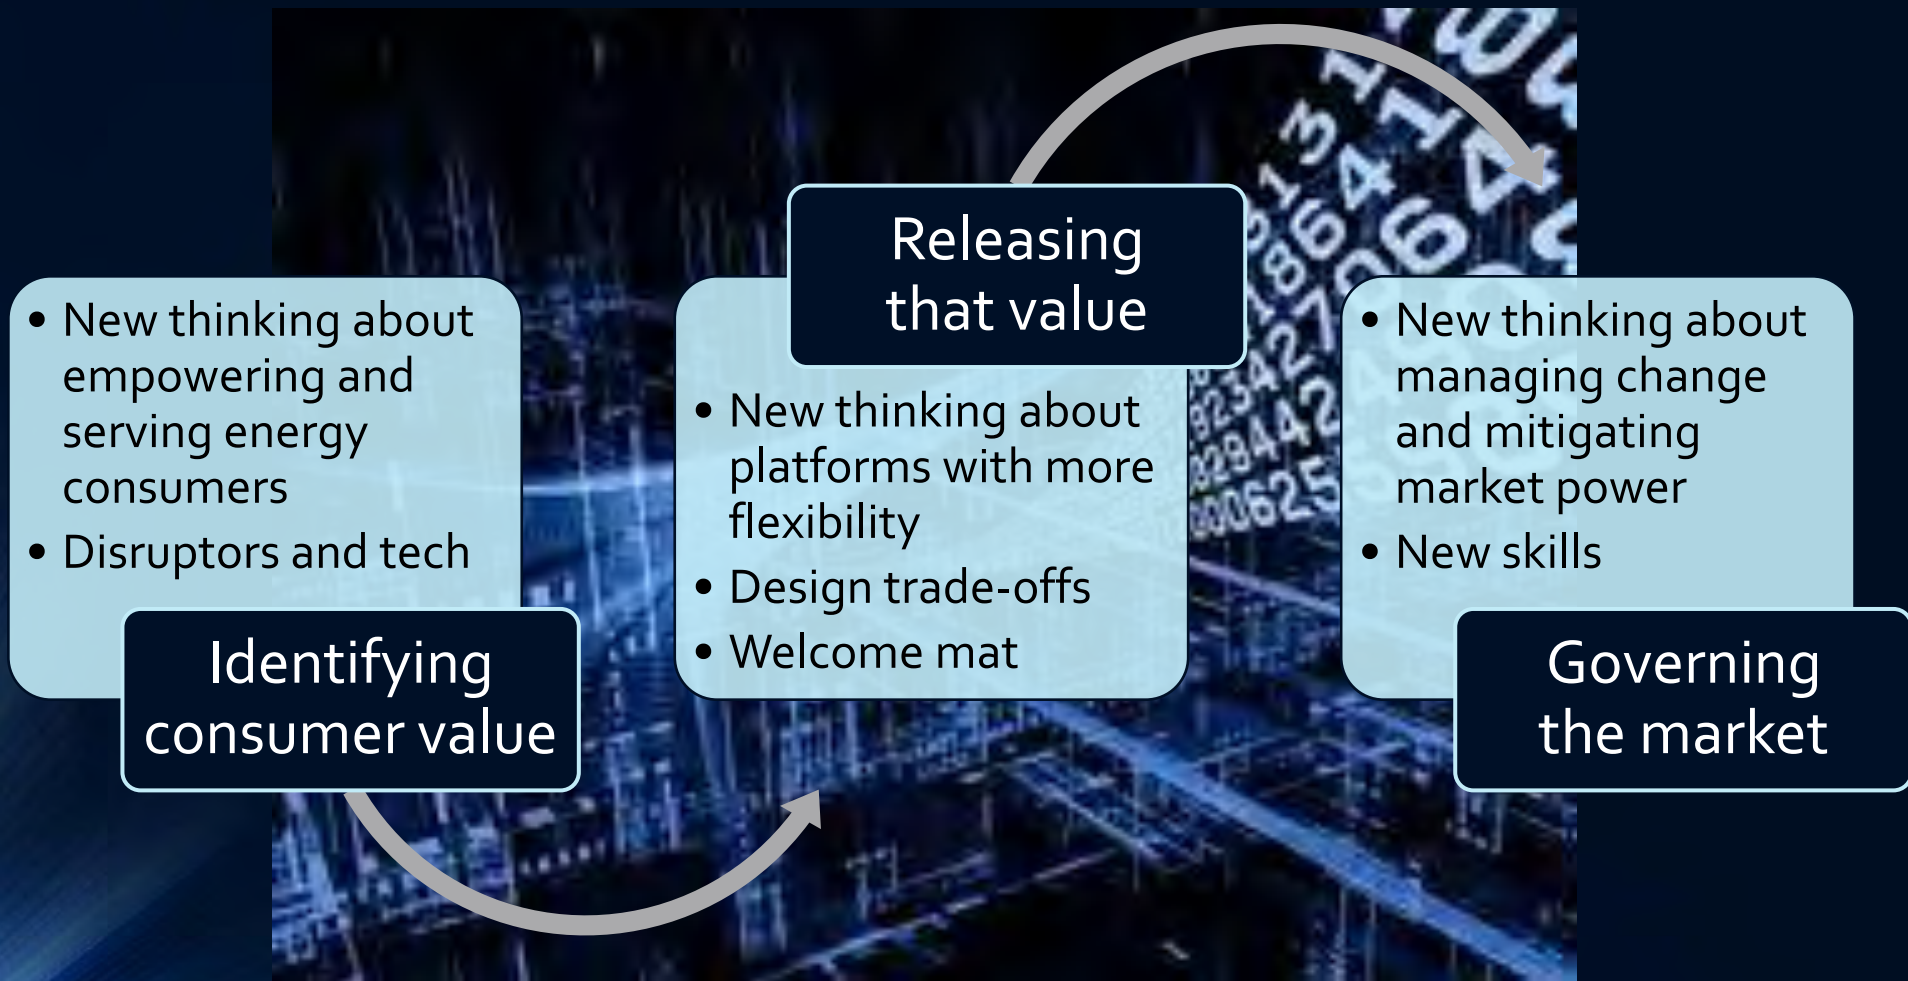 • New thinking about
empowering and
serving energy
consumers
• Disruptors and tech
Identifying
consumer value
Releasing
that value
• New thinking about
platforms with more
flexibility
• Design trade-offs
• Welcome mat
• New thinking about
managing change
and mitigating
market power
• New skills
Governing
the market